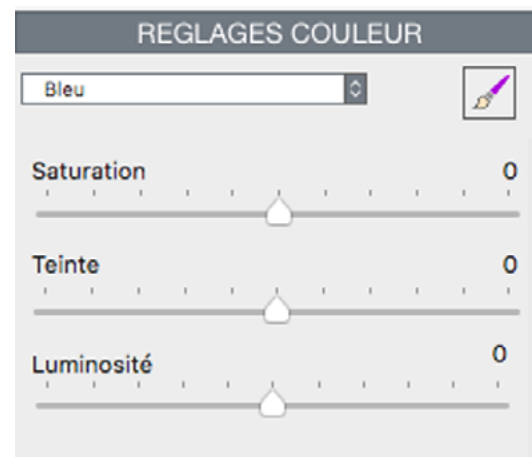 REGLAGES COULEUR
Bleu
Saturation 0
Teinte 0
Luminosité 0